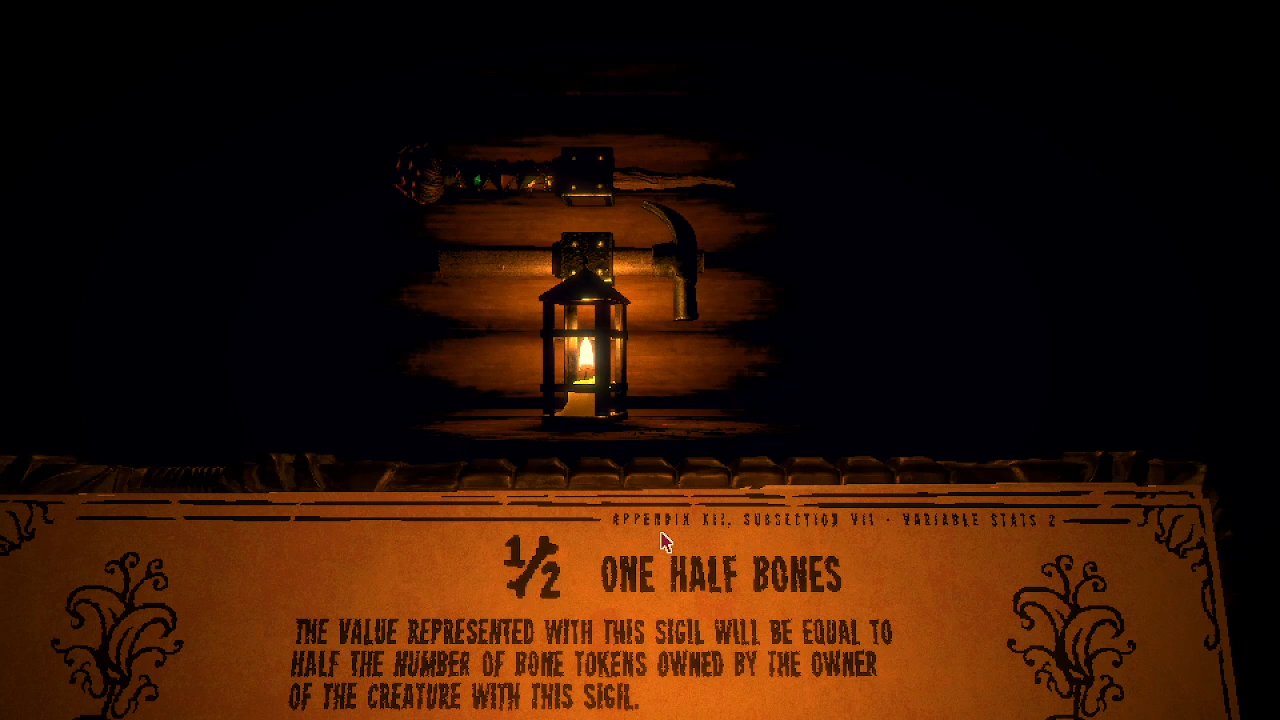 APPENDIX XII, SUBSECTION VII - VARIABLE STATS 2
1/2 ONE HALF BONES
THE VALUE REPRESENTED WITH THIS SIGIL WILL BE EQUAL TO
HALF THE NUMBER OF BONE TOKENS OWNED BY THE OWNER
OF THE CREATURE WITH THIS SIGIL.